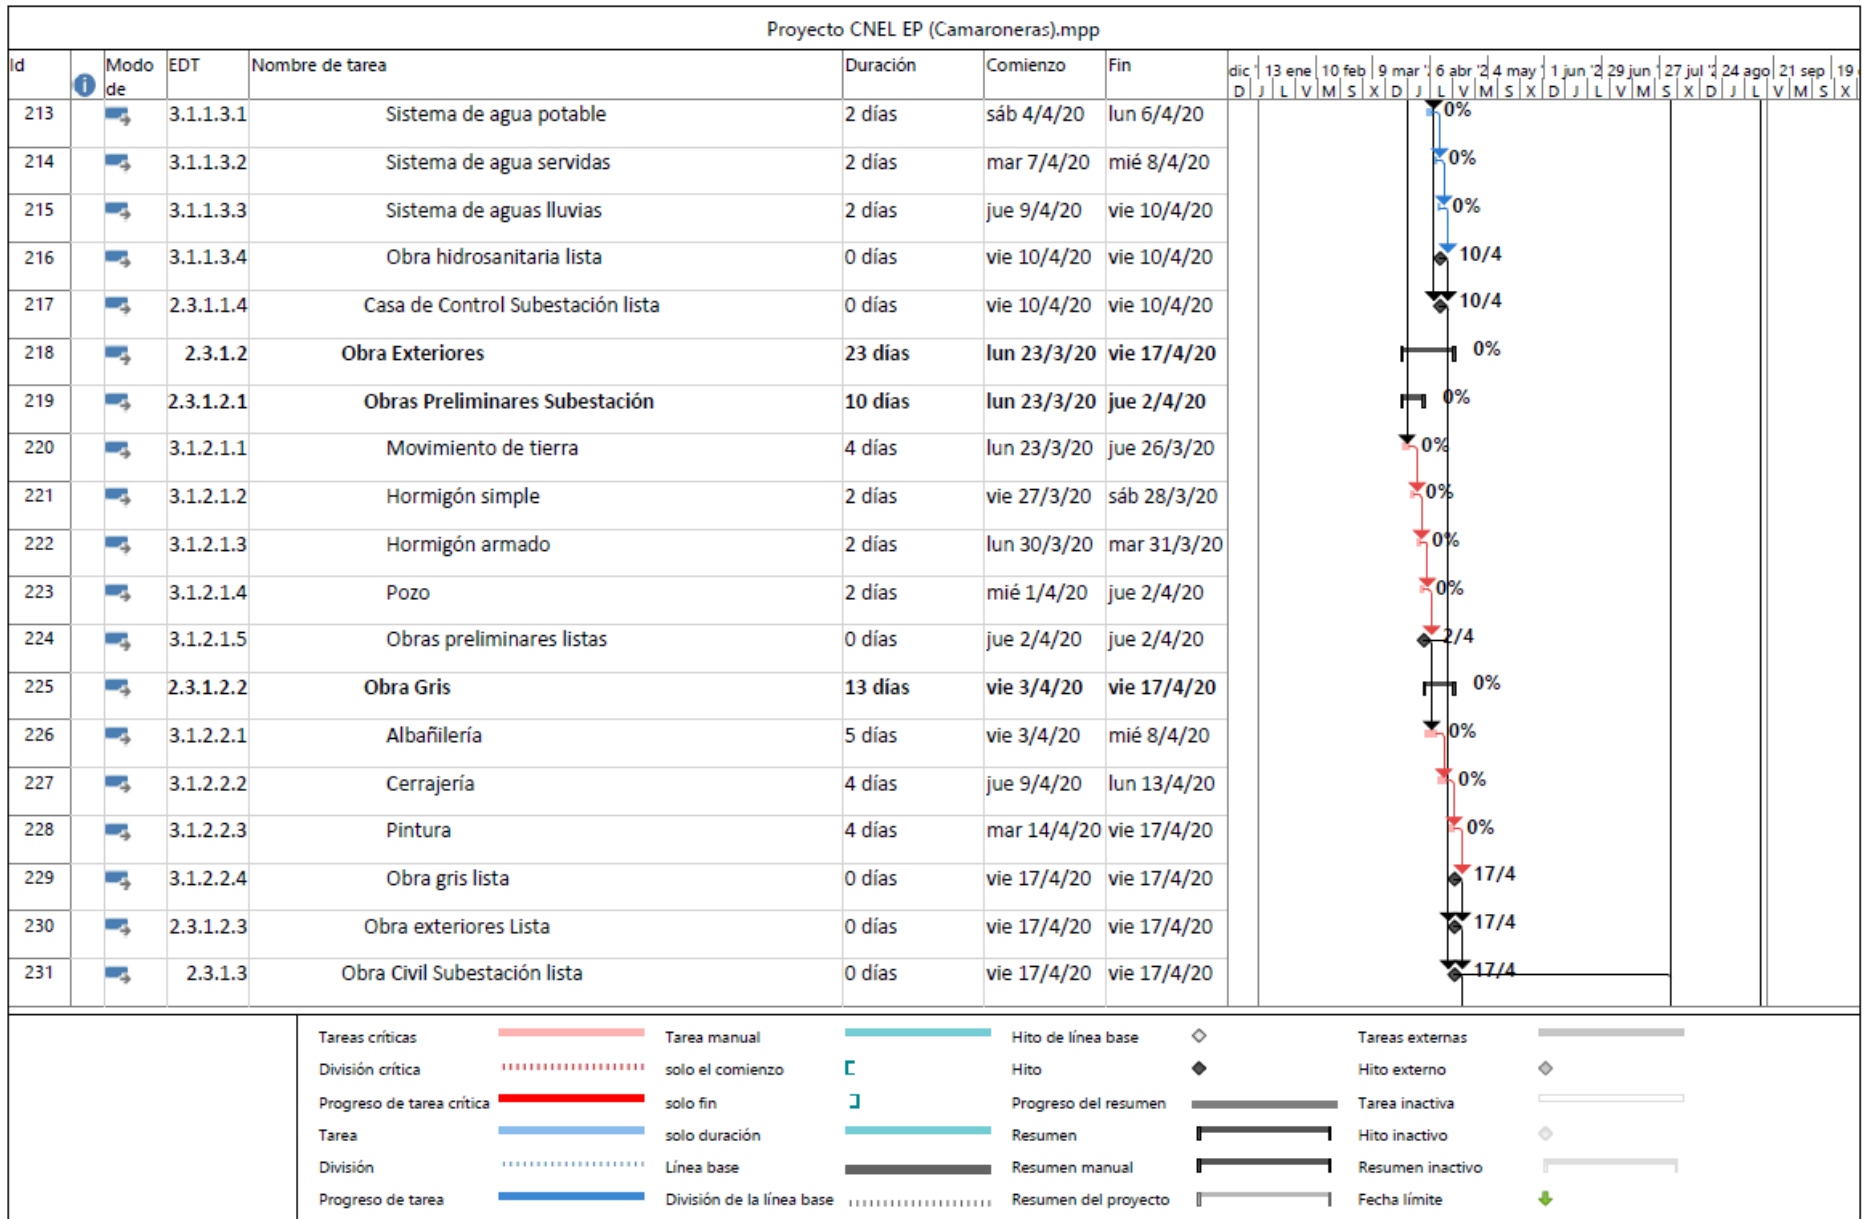 Proyecto CNEL EP (Camaroneras).mpp
Id Modo de EDT Nombre de tarea Duración Comienzo Fin
dic ' 13 ene 10 feb 9 mar '2 6 abr '2 4 may 1 jun '2 29 jun ' 27 jul '2 24 ago 21 sep 19
D J L V M S X D J L V M S X D J L V M S X D J L V M S X
213 3.1.1.3.1 Sistema de agua potable 2 días sáb 4/4/20 lun 6/4/20 0%
214 3.1.1.3.2 Sistema de agua servidas 2 días mar 7/4/20 mié 8/4/20 0%
215 3.1.1.3.3 Sistema de aguas lluvias 2 días jue 9/4/20 vie 10/4/20 0%
216 3.1.1.3.4 Obra hidrosanitaria lista 0 días vie 10/4/20 vie 10/4/20 10/4
217 2.3.1.1.4 Casa de Control Subestación lista 0 días vie 10/4/20 vie 10/4/20 10/4
218 2.3.1.2 Obra Exteriores 23 días lun 23/3/20 vie 17/4/20 0%
219 2.3.1.2.1 Obras Preliminares Subestación 10 días lun 23/3/20 jue 2/4/20 0%
220 3.1.2.1.1 Movimiento de tierra 4 días lun 23/3/20 jue 26/3/20 0%
221 3.1.2.1.2 Hormigón simple 2 días vie 27/3/20 sáb 28/3/20 0%
222 3.1.2.1.3 Hormigón armado 2 días lun 30/3/20 mar 31/3/20 0%
223 3.1.2.1.4 Pozo 2 días mié 1/4/20 jue 2/4/20 0%
224 3.1.2.1.5 Obras preliminares listas 0 días jue 2/4/20 jue 2/4/20 2/4
225 2.3.1.2.2 Obra Gris 13 días vie 3/4/20 vie 17/4/20 0%
226 3.1.2.2.1 Albañilería 5 días vie 3/4/20 mié 8/4/20 0%
227 3.1.2.2.2 Cerrajería 4 días jue 9/4/20 lun 13/4/20 0%
228 3.1.2.2.3 Pintura 4 días mar 14/4/20 vie 17/4/20 0%
229 3.1.2.2.4 Obra gris lista 0 días vie 17/4/20 vie 17/4/20 17/4
230 2.3.1.2.3 Obra exteriores Lista 0 días vie 17/4/20 vie 17/4/20 17/4
231 2.3.1.3 Obra Civil Subestación lista 0 días vie 17/4/20 vie 17/4/20 17/4
Tareas críticas Tarea manual Hito de línea base Tareas externas
División crítica solo el comienzo Hito Hito externo
Progreso de tarea crítica solo fin Progreso del resumen Tarea inactiva
Tarea solo duración Resumen Hito inactivo
División Línea base Resumen manual Resumen inactivo
Progreso de tarea División de la línea base Resumen del proyecto Fecha límite